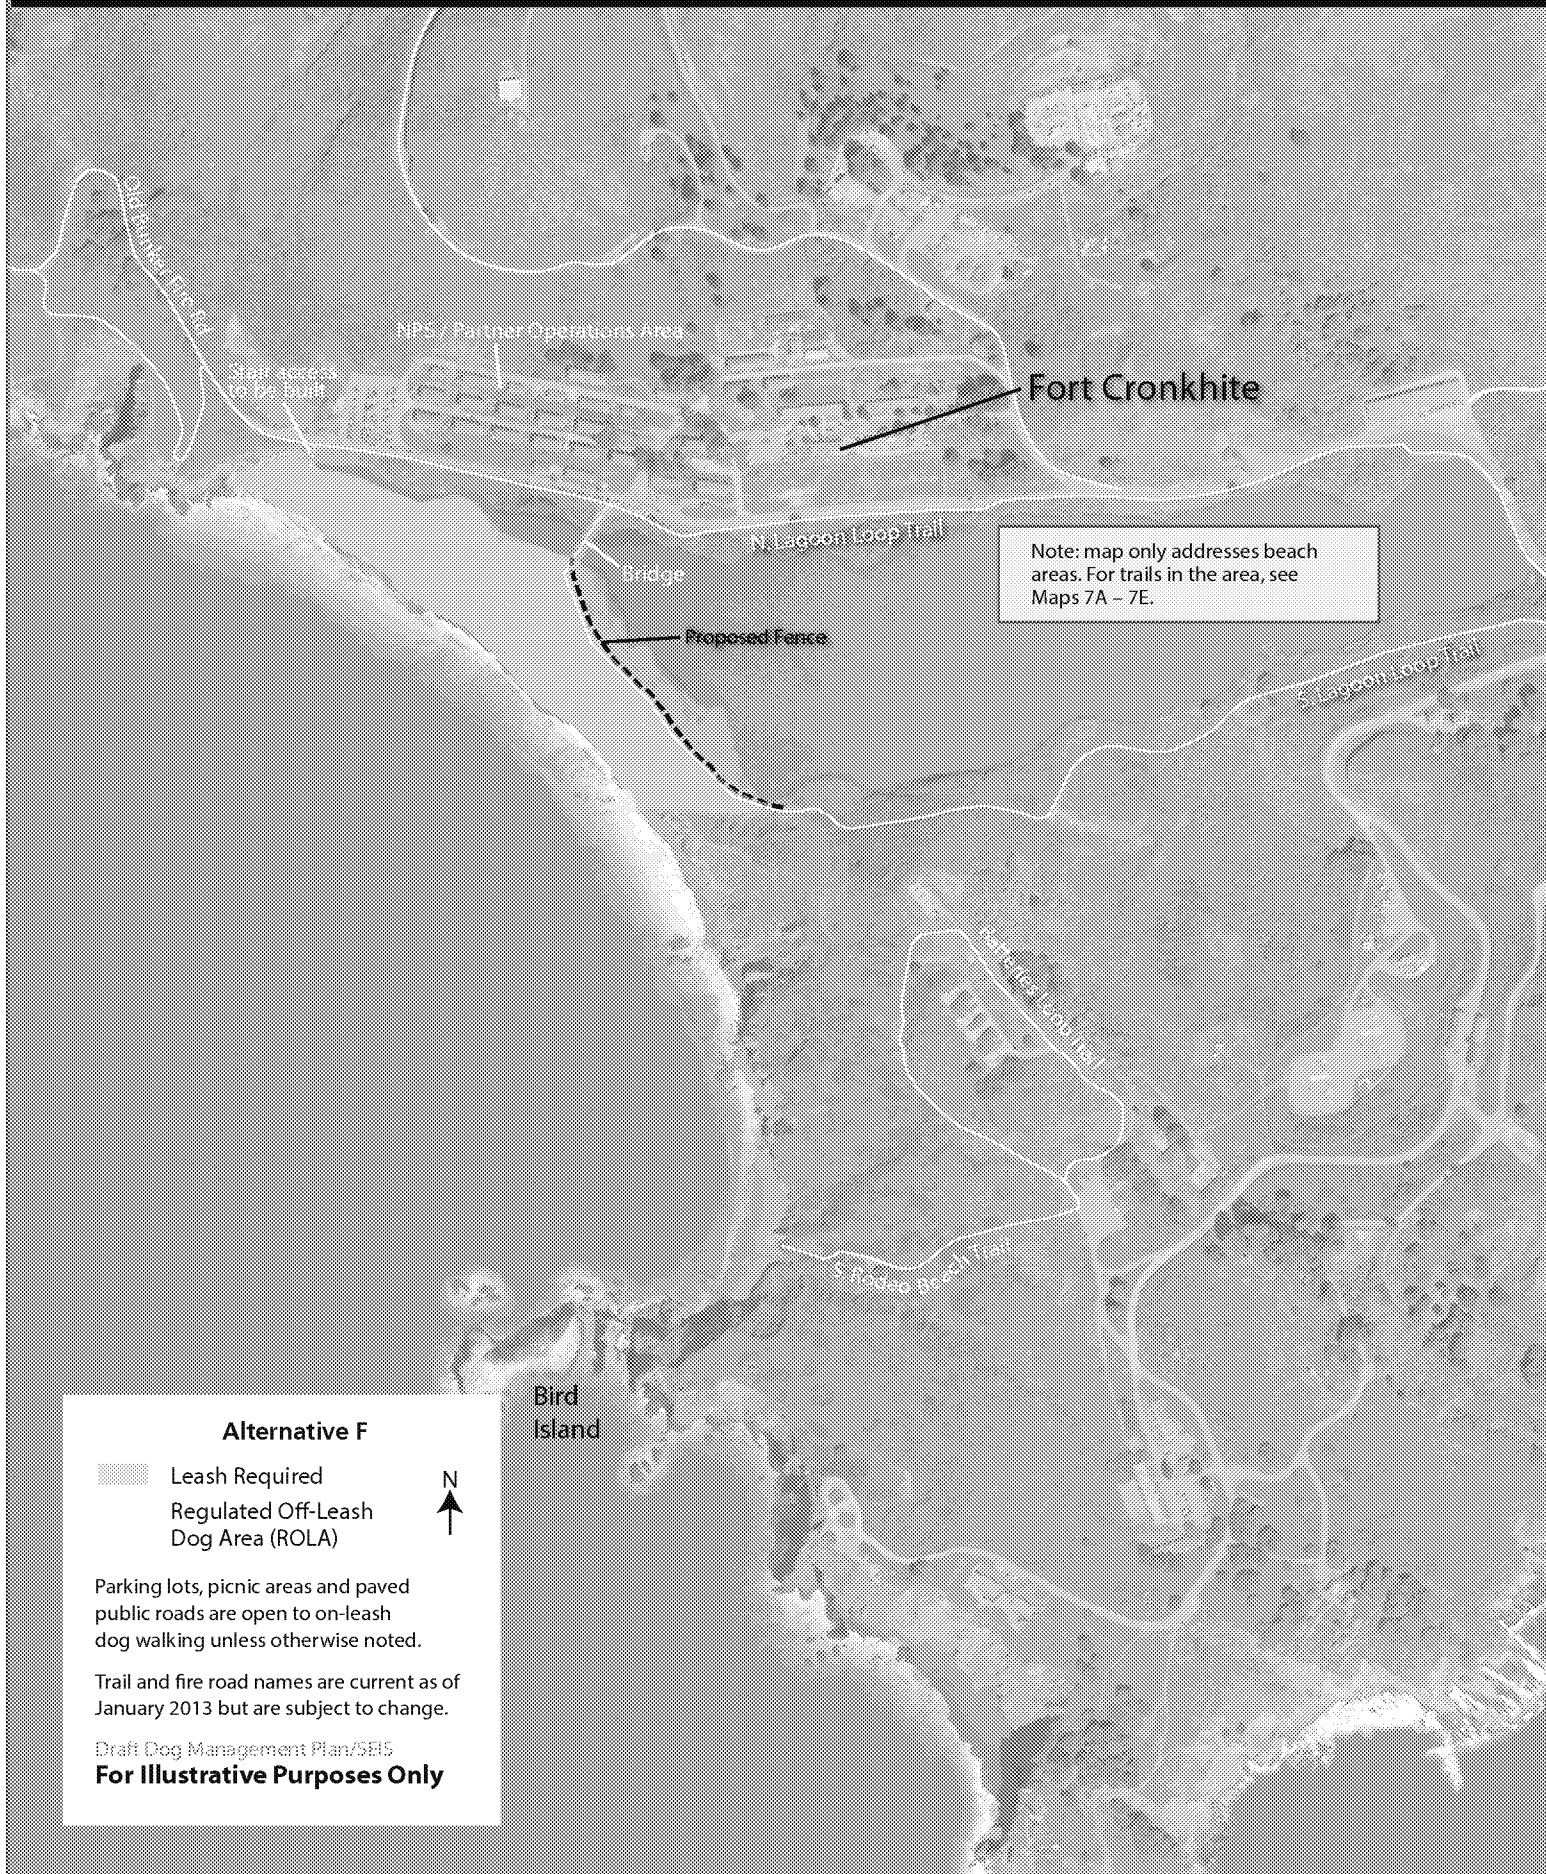 Old Bunker Fire Rd
NPS / Partner Operations Area
Stair access
to be built
Fort Cronkhite
N. Lagoon Loop Trail
Note: map only addresses beach
areas. For trails in the area, see
Maps 7A – 7E.
Bridge
Proposed Fence
S. Lagoon Loop Trail
Batteries Loop Trail
S. Rodeo Beach Trail
Bird
Island
Alternative F
Leash Required
Regulated Off-Leash
Dog Area (ROLA)
N
Parking lots, picnic areas and paved
public roads are open to on-leash
dog walking unless otherwise noted.
Trail and fire road names are current as of
January 2013 but are subject to change.
Draft Dog Management Plan/SEIS
For Illustrative Purposes Only